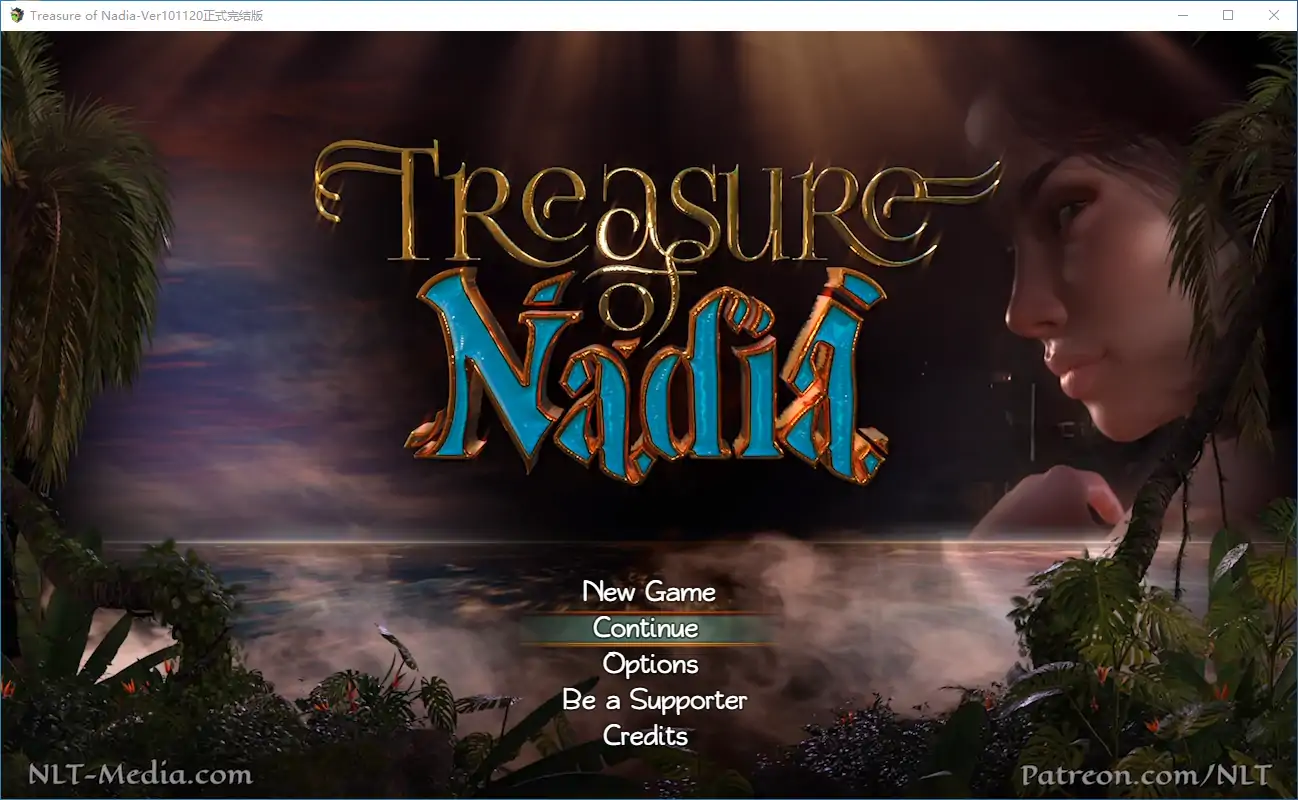 Treasure of Nadia-Ver101120正式完结版
Treasure
of
Nadia
New Game
Continue
Options
Be a Supporter
Credits
NLT-Media.com
Patreon.com/NLT